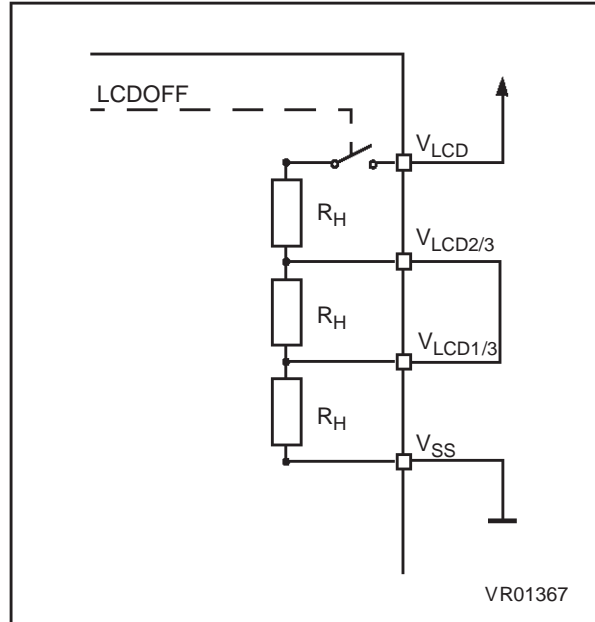 LCDOFF
VLCD
RH
VLCD2/3
RH
VLCD1/3
RH
VSS
VR01367